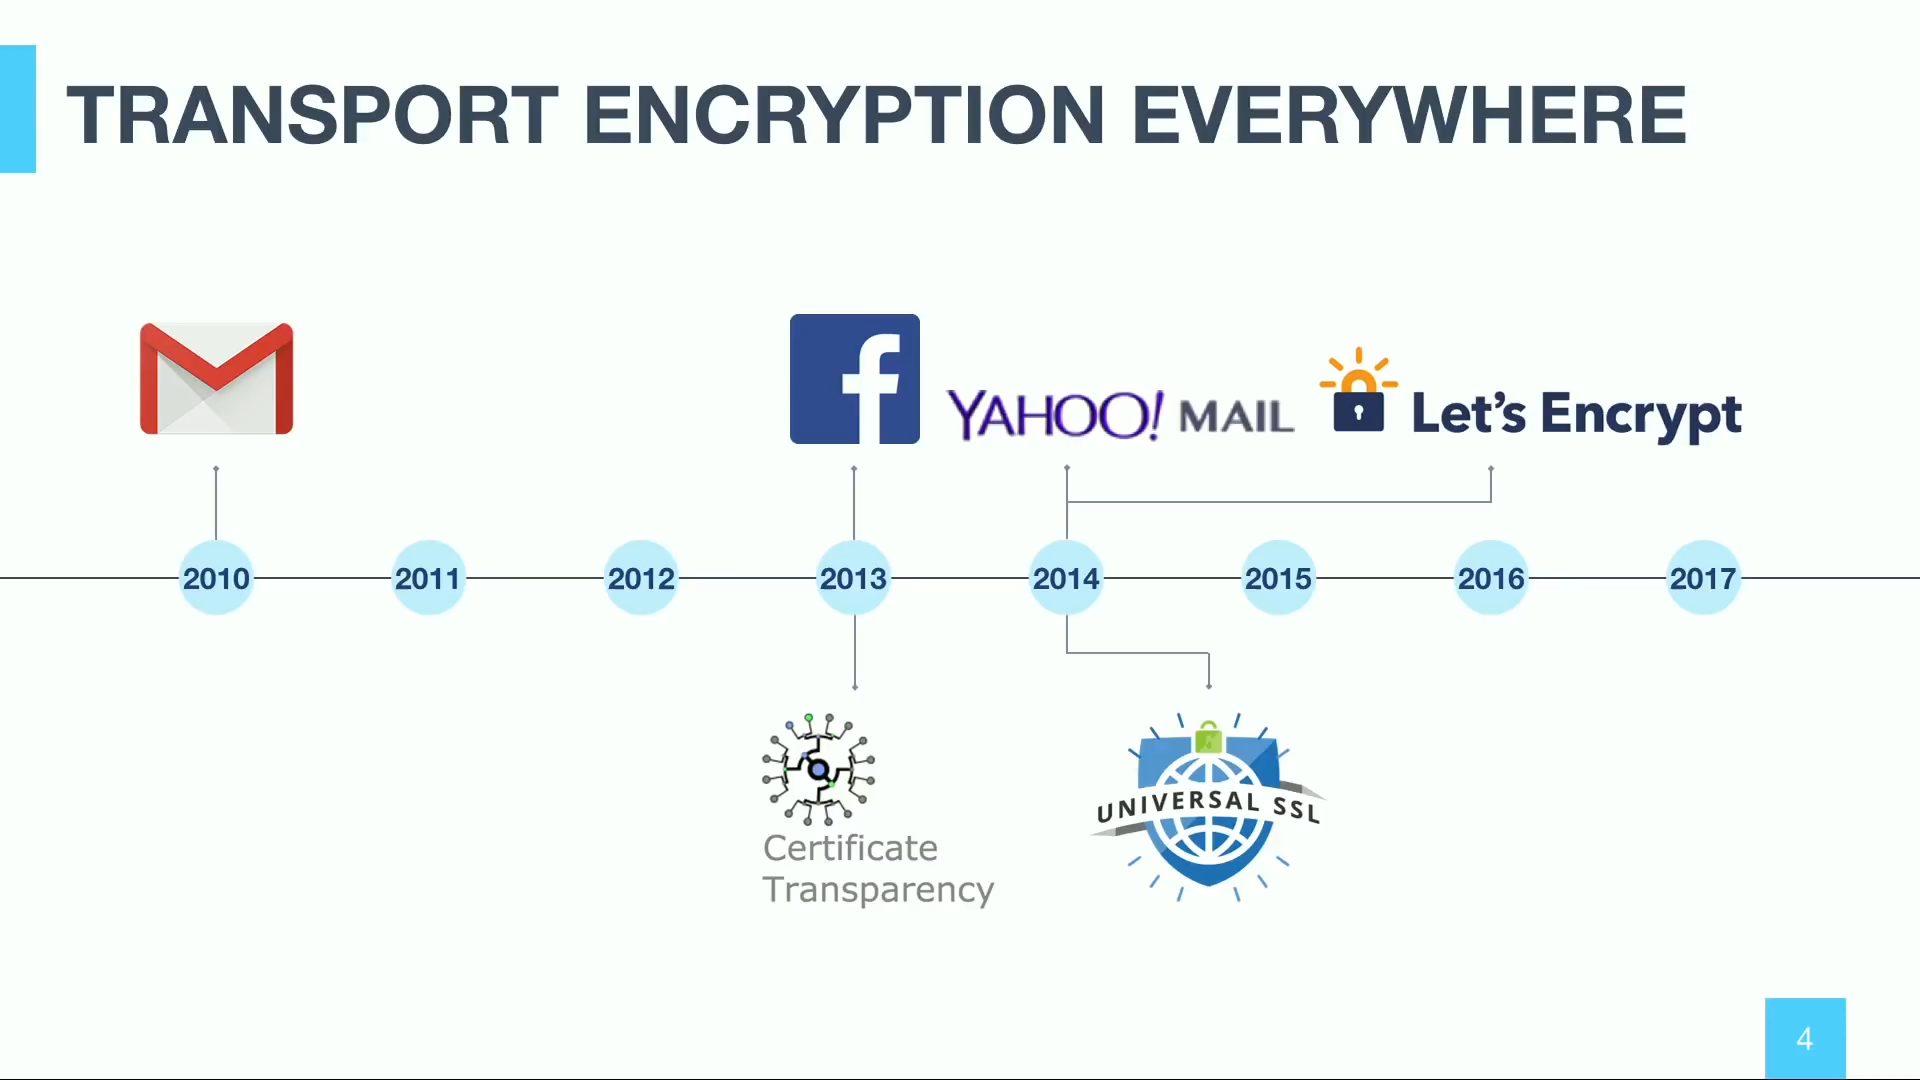 TRANSPORT ENCRYPTION EVERYWHERE
YAHOO! MAIL
Let's Encrypt
2010
2011
2012
2013
2014
2015
2016
2017
UNIVERSAL SSL
Certificate
Transparency
4